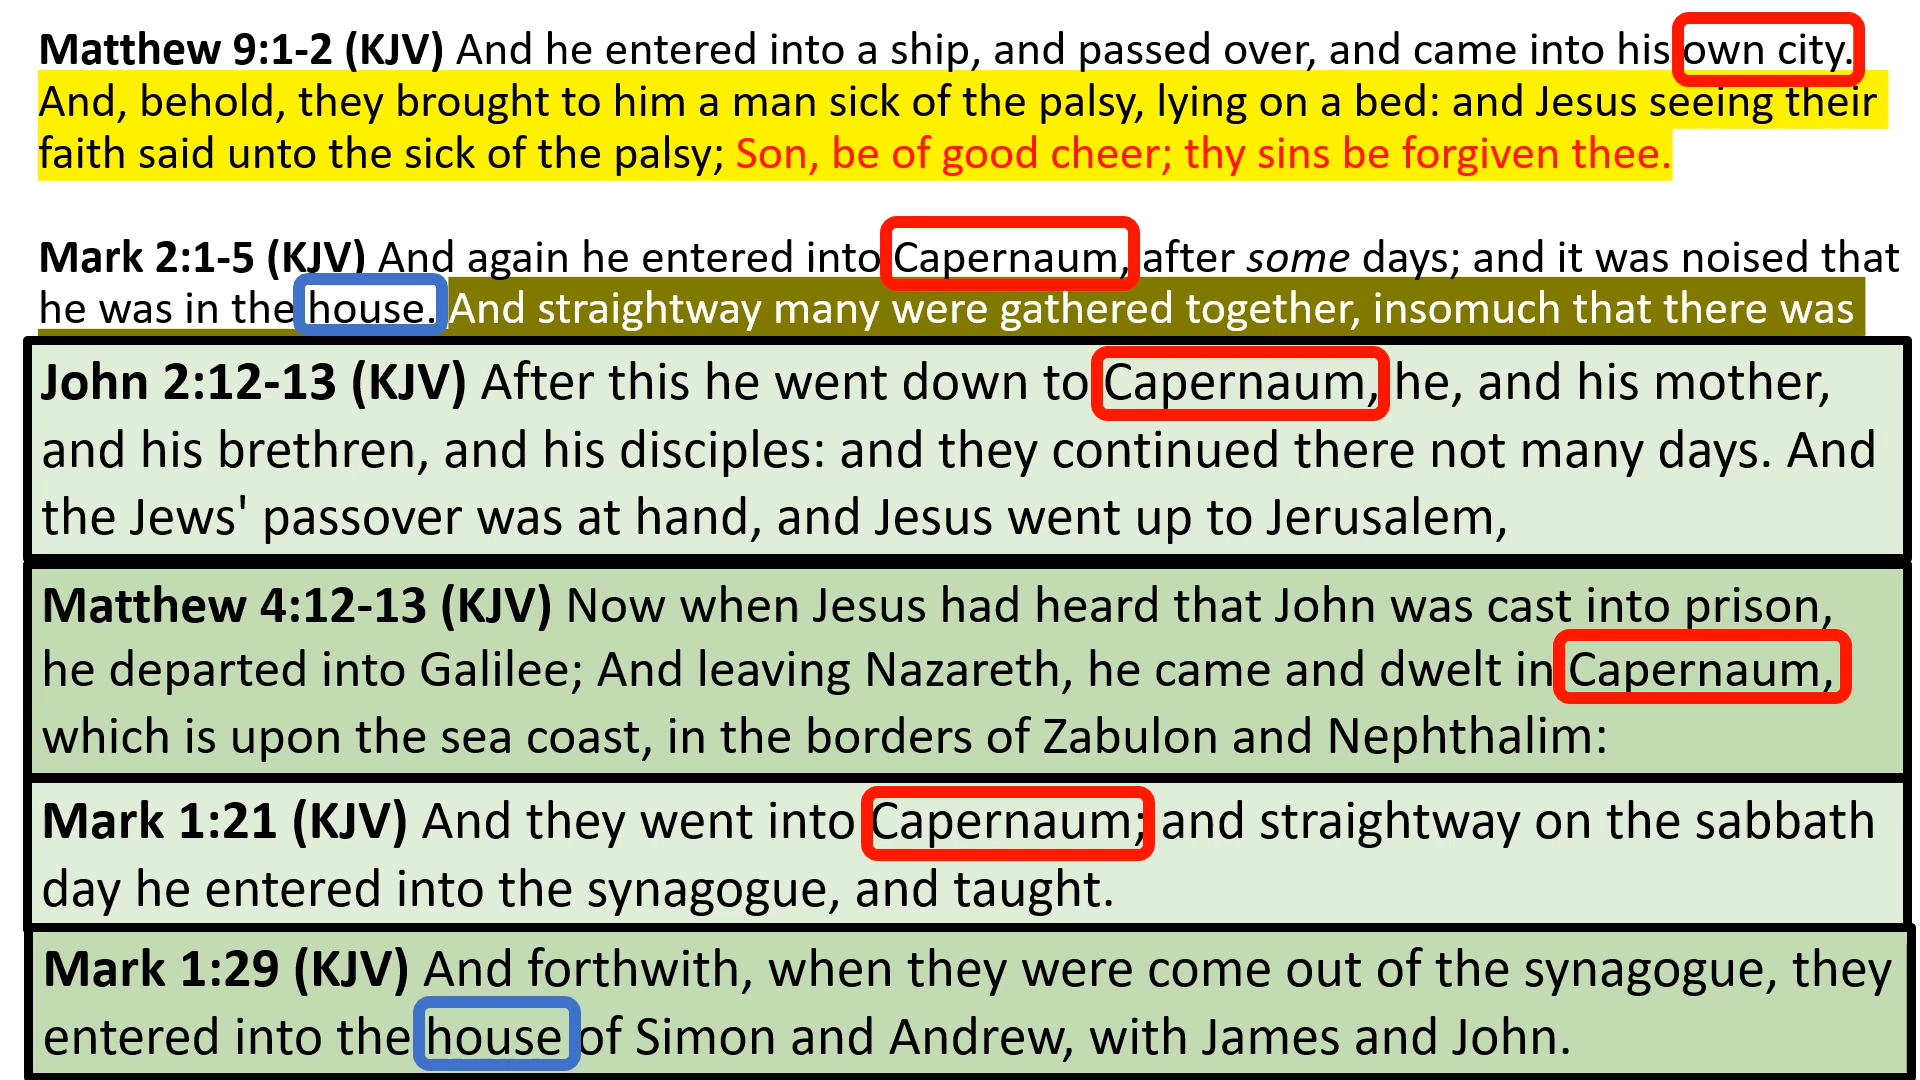 Matthew 9:1-2 (KJV) And he entered into a ship, and passed over, and came into his own city.
And, behold, they brought to him a man sick of the palsy, lying on a bed: and Jesus seeing their
faith said unto the sick of the palsy; Son, be of good cheer; thy sins be forgiven thee.
Mark 2:1-5 (KJV) And again he entered into Capernaum, after some days; and it was noised that
he was in the house. And straightway many were gathered together, insomuch that there was
John 2:12-13 (KJV) After this he went down to Capernaum, he, and his mother,
and his brethren, and his disciples: and they continued there not many days. And
the Jews' passover was at hand, and Jesus went up to Jerusalem,
Matthew 4:12-13 (KJV) Now when Jesus had heard that John was cast into prison,
he departed into Galilee; And leaving Nazareth, he came and dwelt in Capernaum,
which is upon the sea coast, in the borders of Zabulon and Nephthalim:
Mark 1:21 (KJV) And they went into Capernaum; and straightway on the sabbath
day he entered into the synagogue, and taught.
Mark 1:29 (KJV) And forthwith, when they were come out of the synagogue, they
entered into the house of Simon and Andrew, with James and John.